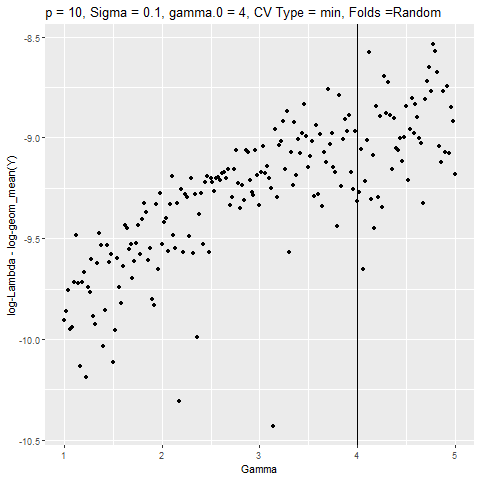 p = 10, Sigma = 0.1, gamma.0 = 4, CV Type = min, Folds =Random
log-Lambda - log-geom_mean(Y)
-8.5
-9.0
-9.5
-10.0
-10.5
1 2 3 4 5
Gamma